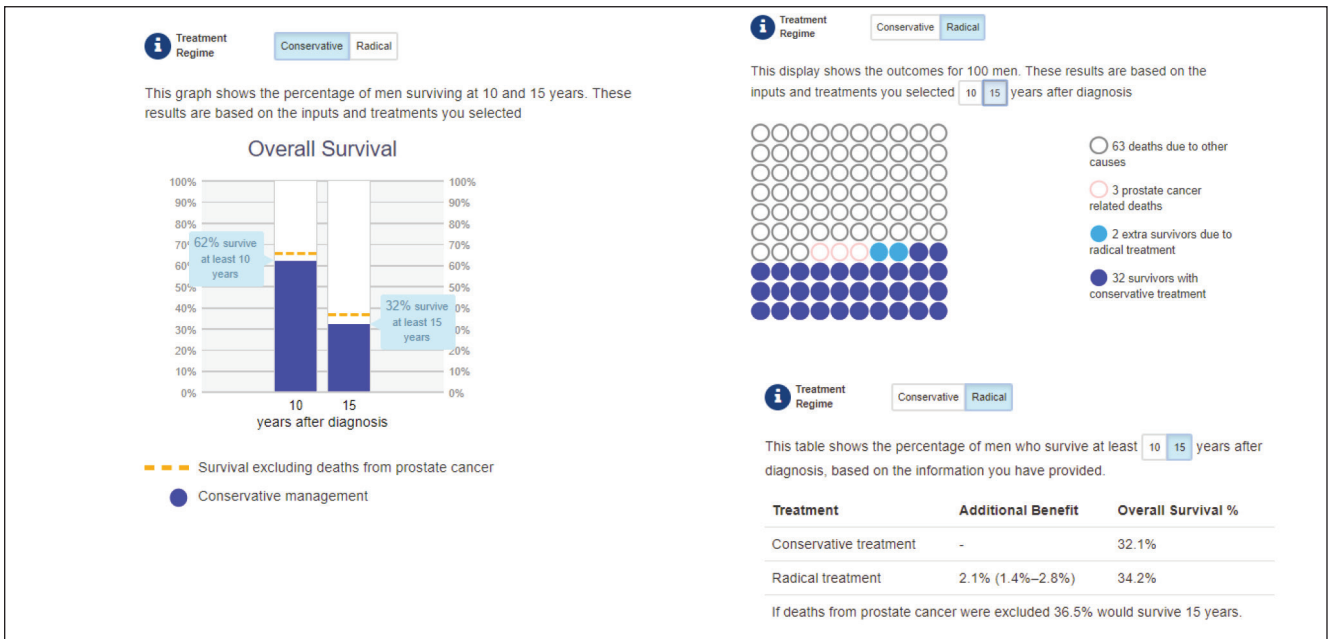 Treatment
Regime
Conservative Radical
This graph shows the percentage of men surviving at 10 and 15 years. These
results are based on the inputs and treatments you selected
Overall Survival
100% 100%
90% 90%
80% 80%
70% 70%
60% 60%
50% 50%
40% 0%
30% 0%
20% 20%
10% 10%
0% 0%
62% survive
at least 10
years
32% survive
at least 15
years
10 15
years after diagnosis
Survival excluding deaths from prostate cancer
Conservative management
Treatment
Regime
Conservative Radical
This display shows the outcomes for 100 men. These results are based on the
inputs and treatments you selected 10 15 years after diagnosis
63 deaths due to other
causes
3 prostate cancer
related deaths
2 extra survivors due to
radical treatment
32 survivors with
conservative treatment
Treatment
Regime
Conservative Radical
This table shows the percentage of men who survive at least 10 15 years after
diagnosis, based on the information you have provided.
Treatment Additional Benefit Overall Survival %
Conservative treatment - 32.1%
Radical treatment 2.1% (1.4%–2.8%) 34.2%
If deaths from prostate cancer were excluded 36.5% would survive 15 years.